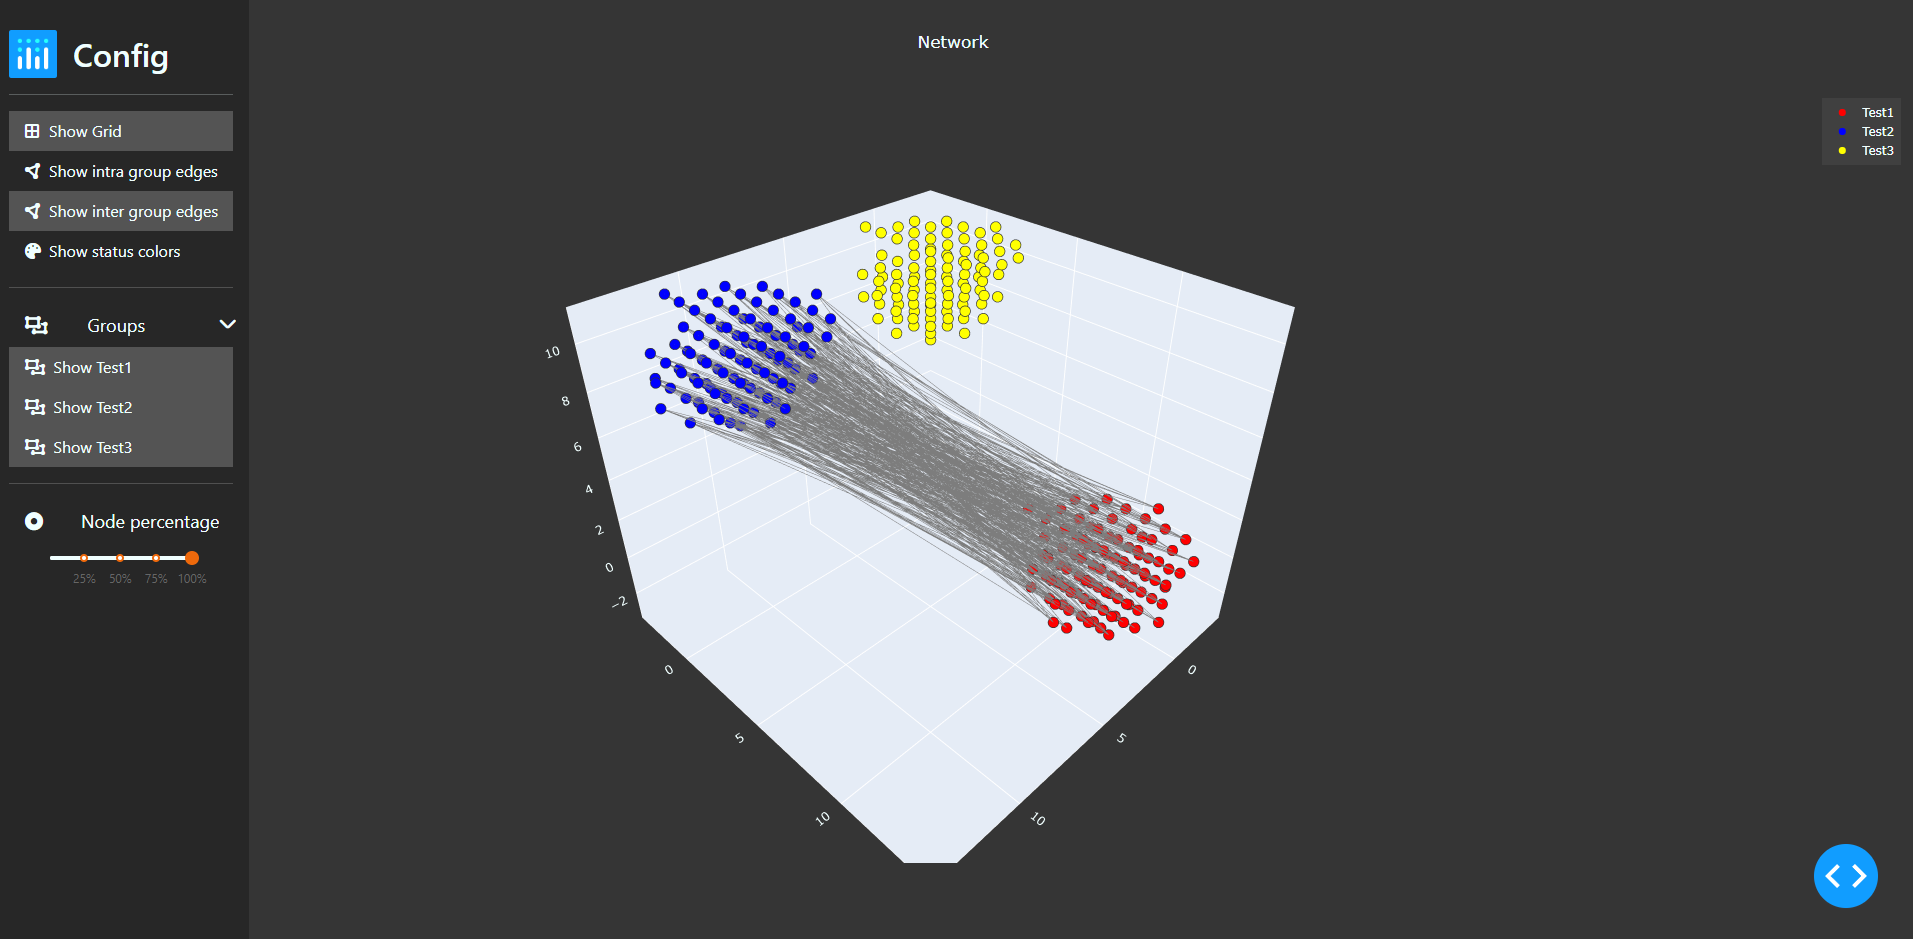 Config
Show Grid
Show intra group edges
Show inter group edges
Show status colors
Groups
Show Test1
Show Test2
Show Test3
Node percentage
25% 50% 75% 100%
Network
Test1
Test2
Test3
10
8
6
4
2
0
−2
0
5
10
0
5
10